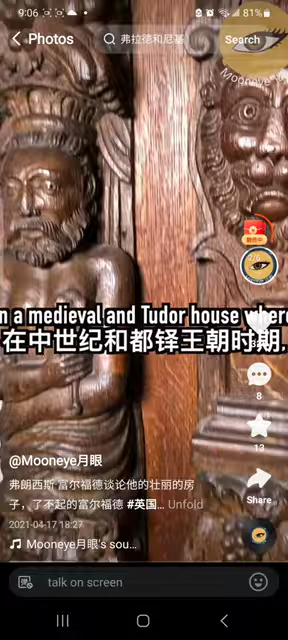 9:06
81%
Photos
弗拉德和尼基
Search
Mooneye
n a medieval and Tudor house where
在中世纪和都铎王朝时期.
8
13
@Mooneye月眼
弗朗西斯 富尔福德谈论他的壮丽的房
子，了不起的富尔福德 #英国... Unfold
Share
2021-04-17 18:27
Mooneye月眼's sou...
talk on screen